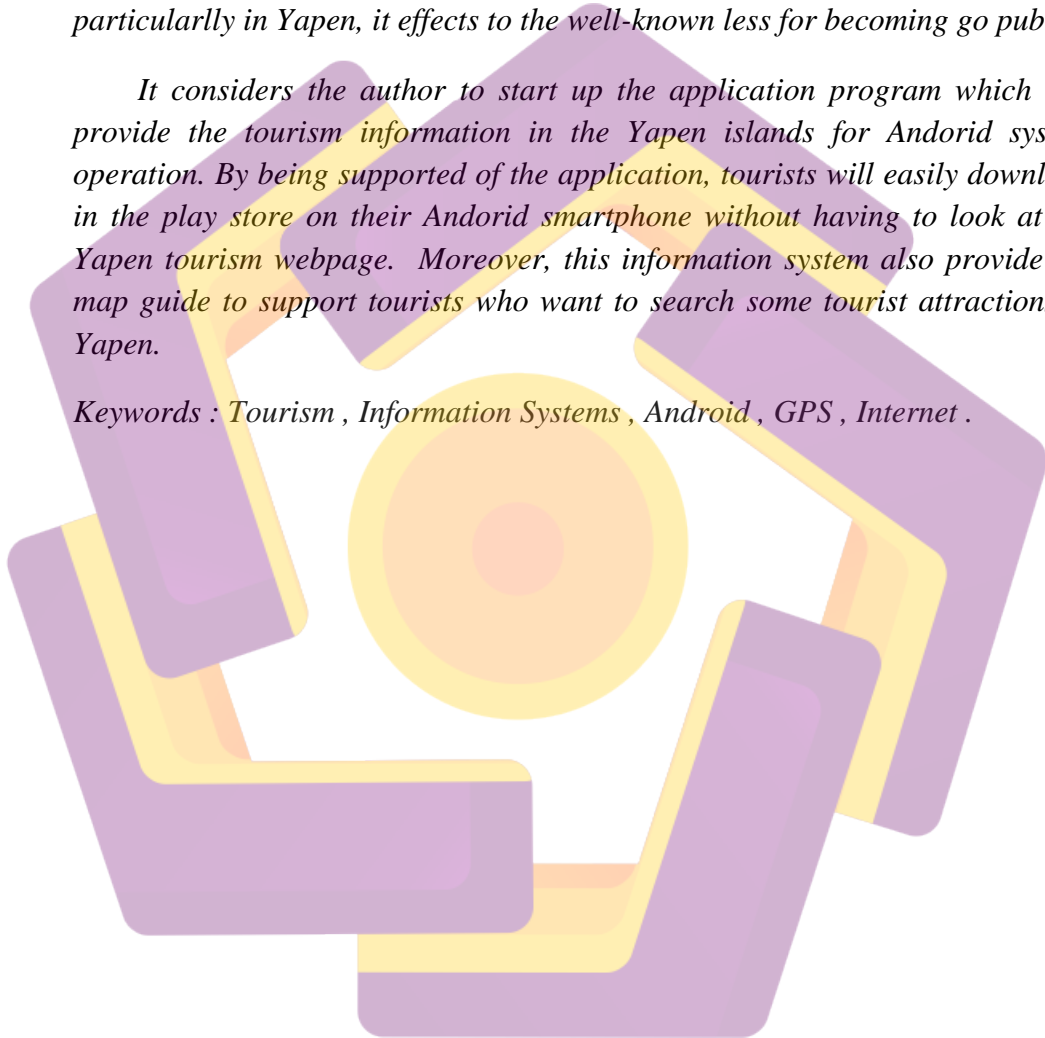 particularlly in Yapen, it effects to the well-known less for becoming go pub
It considers the author to start up the application program which
provide the tourism information in the Yapen islands for Andorid sys
operation. By being supported of the application, tourists will easily downl
in the play store on their Andorid smartphone without having to look at
Yapen tourism webpage. Moreover, this information system also provide
map guide to support tourists who want to search some tourist attraction
Yapen.
Keywords : Tourism , Information Systems , Android , GPS , Internet .